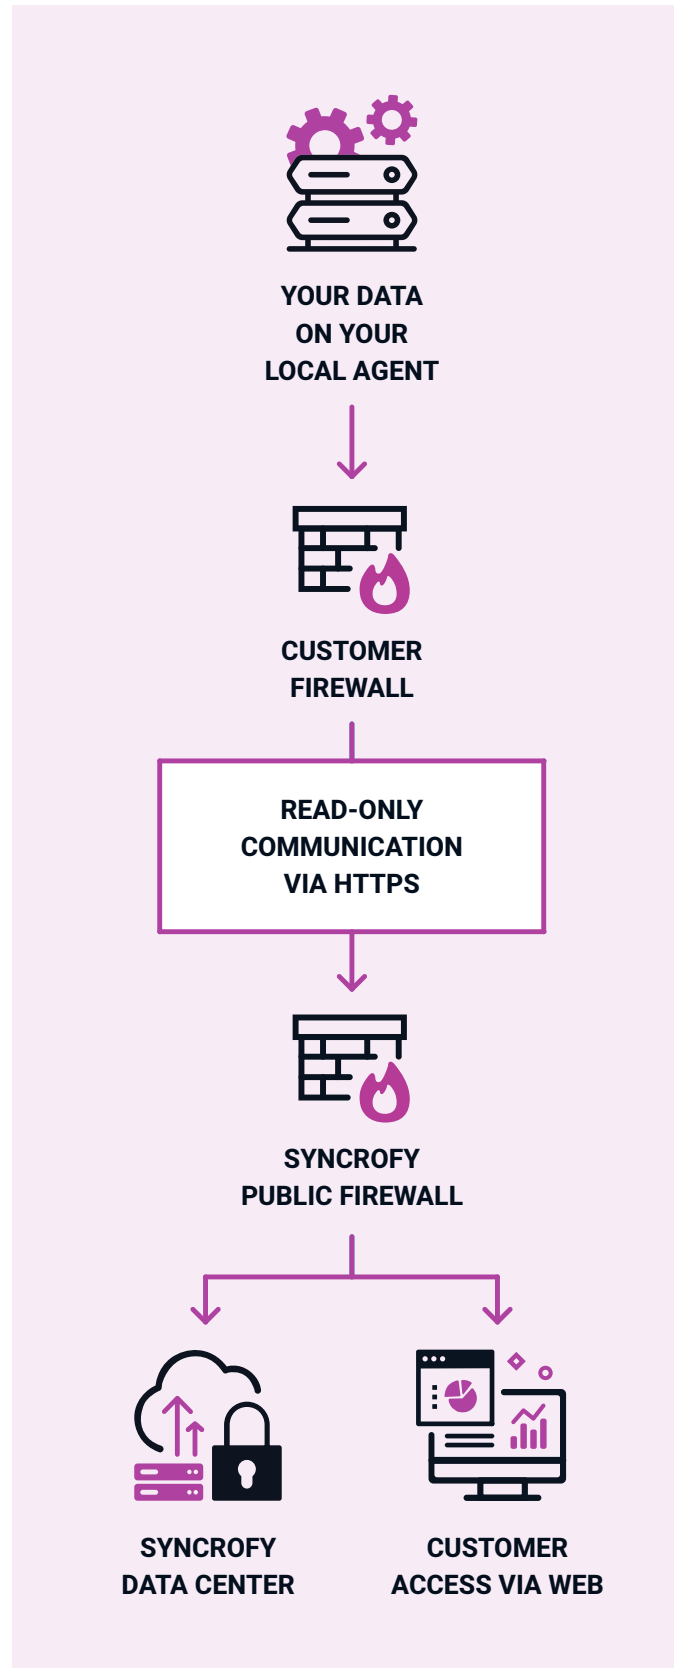 YOUR DATA
ON YOUR
LOCAL AGENT
CUSTOMER
FIREWALL
READ-ONLY
COMMUNICATION
VIA HTTPS
SYNCROFY
PUBLIC FIREWALL
SYNCROFY
DATA CENTER
CUSTOMER
ACCESS VIA WEB